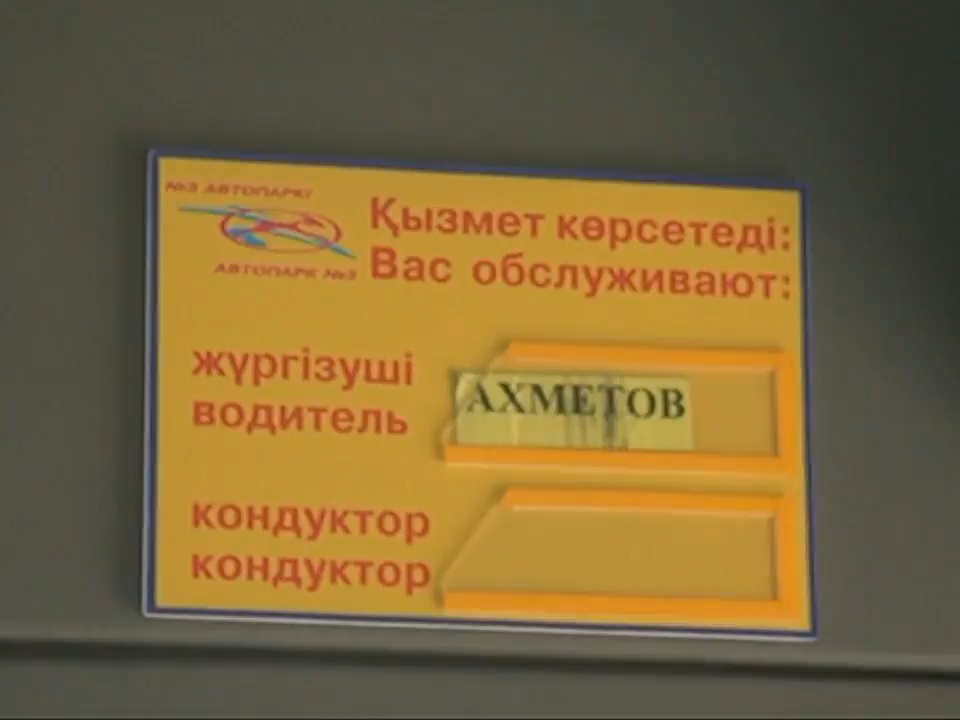 №3 АВТОПАРКІ
АВТОПАРК №3
Қызмет көрсетеді:
Вас обслуживают:
жүргізуші
водитель
АХМЕТОВ
кондуктор
кондуктор